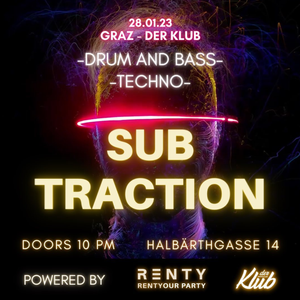 28.01.23
GRAZ - DER KLUB
-DRUM AND BASS-
-TECHNO-
SUB
TRACTION
DOORS 10 PM HALBÄRTHGASSE 14
POWERED BY RENTY der Klub
RENTYOUR PARTY